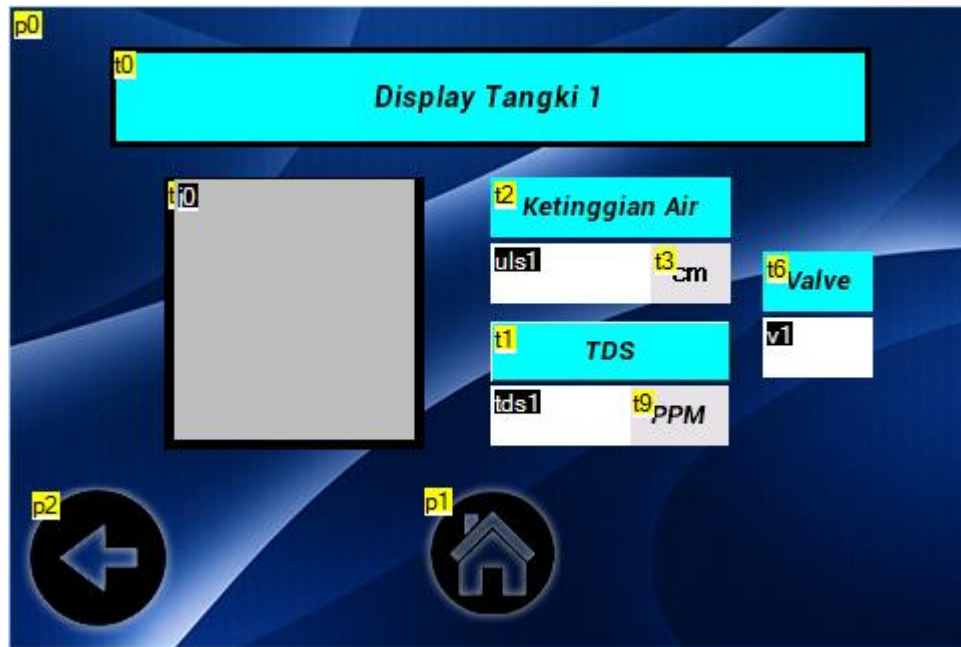 p0
t0
Display Tangki 1
t j0
t2 Ketinggian Air
uls1 t3 cm
t6 Valve
t1 TDS
v1
tds1 t9 PPM
p2
p1